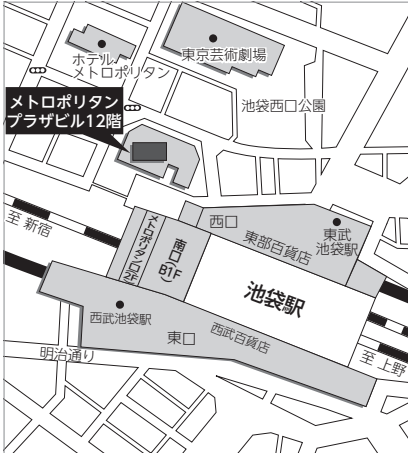 ホテル
メトロポリタン
東京芸術劇場
メトロポリタン
プラザビル12階
池袋西口公園
至 新宿
メトロポリタン口(2F)
南口(B1F)
西口
東部百貨店
東武
池袋駅
池袋駅
西武池袋駅
東口
西武百貨店
明治通り
至 上野